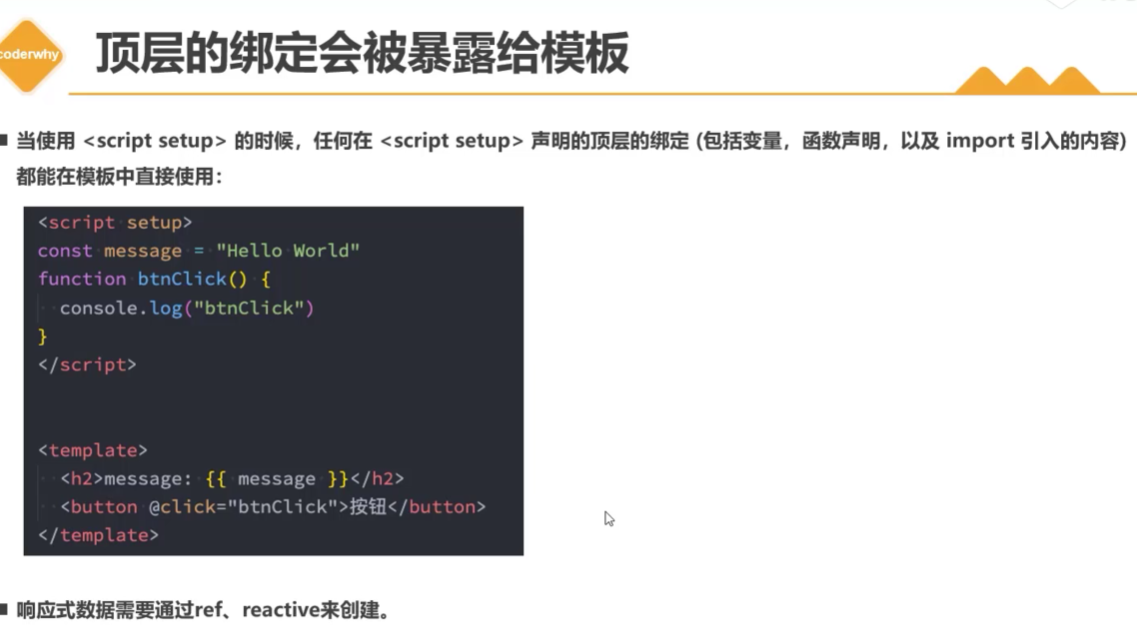 coderwhy
顶层的绑定会被暴露给模板
当使用 <script setup> 的时候，任何在 <script setup> 声明的顶层的绑定 (包括变量，函数声明，以及 import 引入的内容)
都能在模板中直接使用：
<script setup>
const message = "Hello World"
function btnClick() {
  console.log("btnClick")
}
</script>
<template>
  <h2>message: {{ message }}</h2>
  <button @click="btnClick">按钮</button>
</template>
响应式数据需要通过ref、reactive来创建。